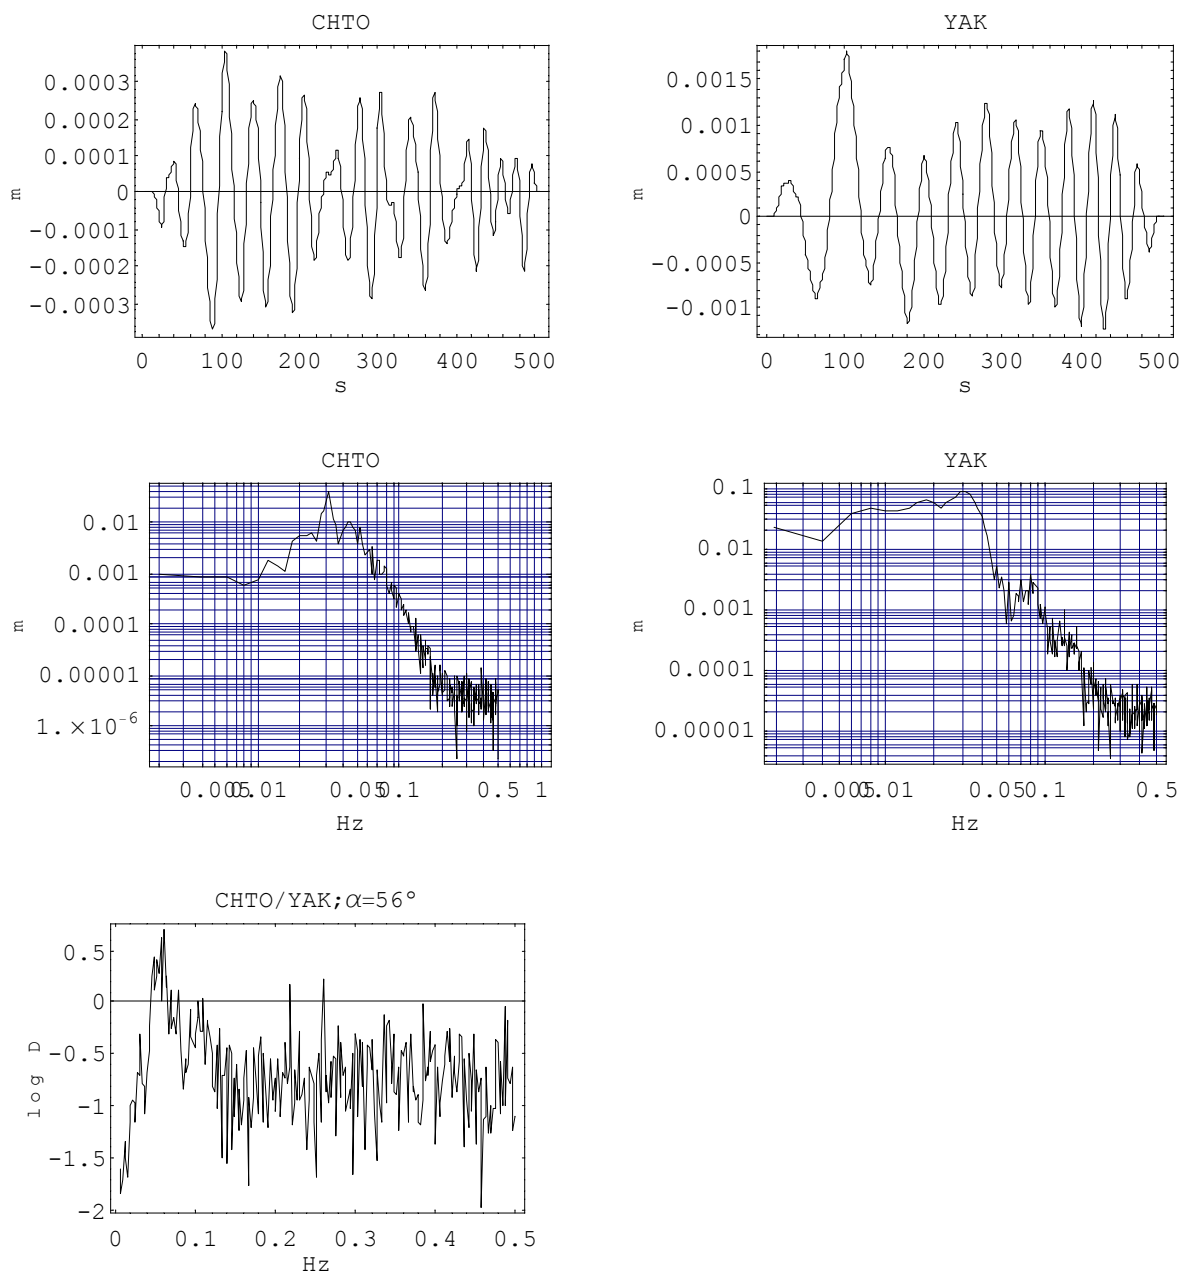 CHTO
0.0003
0.0002
0.0001
0
-0.0001
-0.0002
-0.0003
m
0 100 200 300 400 500
s
YAK
0.0015
0.001
0.0005
0
-0.0005
-0.001
m
0 100 200 300 400 500
s
CHTO
0.01
0.001
0.0001
0.00001
1.×10-6
m
0.005 0.01 0.05 0.1 0.5 1
Hz
YAK
0.1
0.01
0.001
0.0001
0.00001
m
0.005 0.01 0.05 0.1 0.5
Hz
CHTO/YAK;α=56°
0.5
0
-0.5
-1
-1.5
-2
log D
0 0.1 0.2 0.3 0.4 0.5
Hz